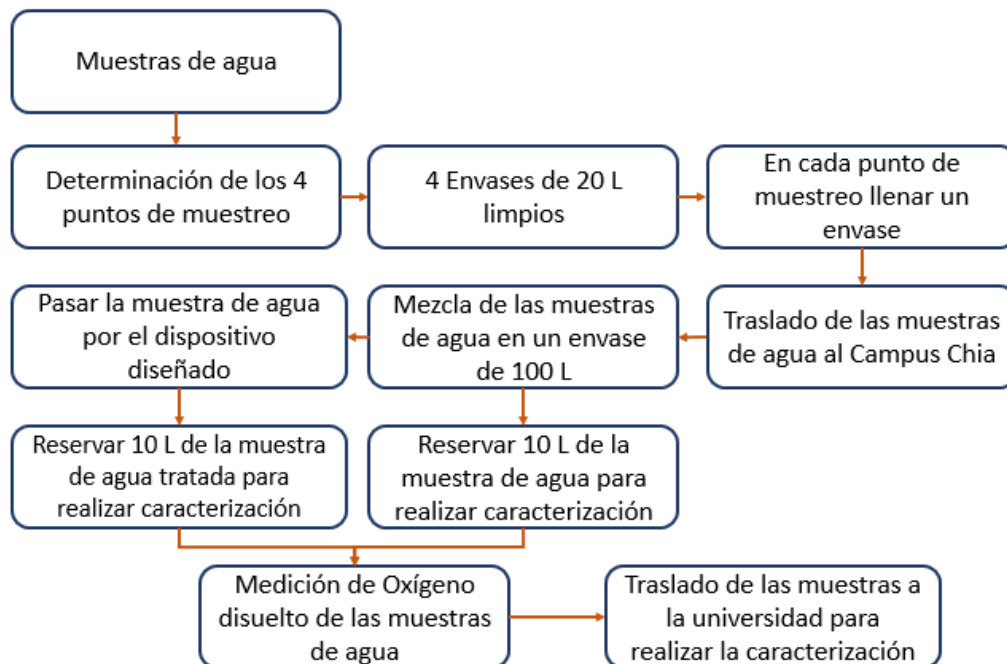 Muestras de agua
Determinación de los 4
puntos de muestreo
4 Envases de 20 L
limpios
En cada punto de
muestreo llenar un
envase
Traslado de las muestras
de agua al Campus Chia
Mezcla de las muestras
de agua en un envase
de 100 L
Pasar la muestra de agua
por el dispositivo
diseñado
Reservar 10 L de la muestra
de agua tratada para
realizar caracterización
Reservar 10 L de la
muestra de agua para
realizar caracterización
Medición de Oxígeno
disuelto de las muestras
de agua
Traslado de las muestras a
la universidad para
realizar la caracterización